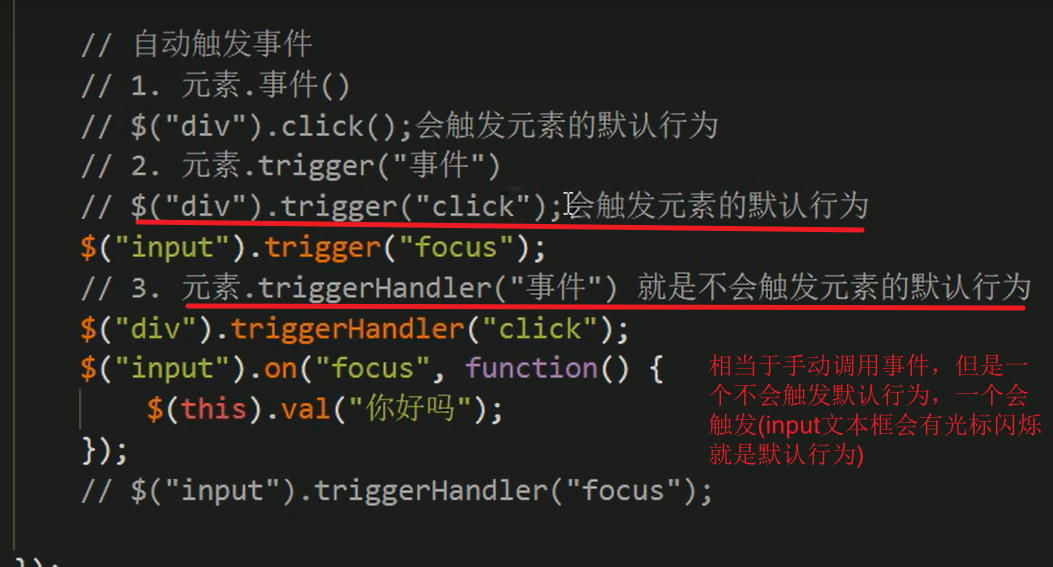 // 自动触发事件
// 1. 元素.事件()
// $("div").click();会触发元素的默认行为
// 2. 元素.trigger("事件")
// $("div").trigger("click");会触发元素的默认行为
$("input").trigger("focus");
// 3. 元素.triggerHandler("事件") 就是不会触发元素的默认行为
$("div").triggerHandler("click");
$("input").on("focus", function() {
$(this).val("你好吗");
});
// $("input").triggerHandler("focus");
相当于手动调用事件，但是一
个不会触发默认行为，一个会
触发(input文本框会有光标闪烁
就是默认行为)
});